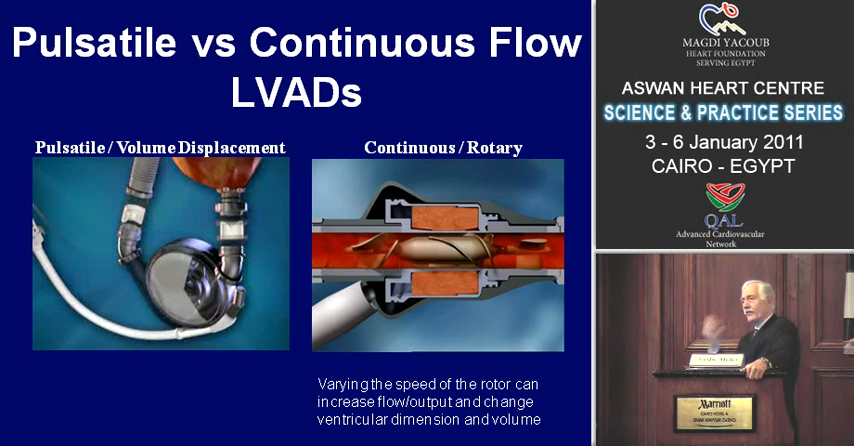 Pulsatile vs Continuous Flow
LVADs
Pulsatile / Volume Displacement
Continuous / Rotary
Varying the speed of the rotor can
increase flow/output and change
ventricular dimension and volume
MAGDI YACOUB
HEART FOUNDATION
SERVING EGYPT
ASWAN HEART CENTRE
SCIENCE & PRACTICE SERIES
3 - 6 January 2011
CAIRO - EGYPT
QAL
Advanced Cardiovascular
Network
Marriott